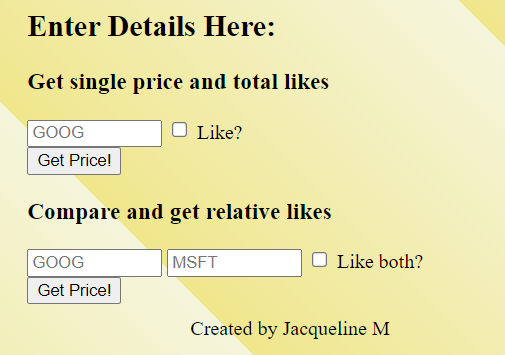 Enter Details Here:
Get single price and total likes
GOOG Like?
Get Price!
Compare and get relative likes
GOOG MSFT Like both?
Get Price!
Created by Jacqueline M